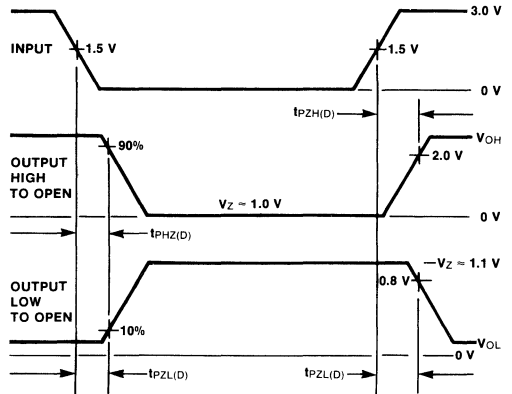 3.0 V
INPUT
1.5 V
1.5 V
0 V
tPZH(D)
90%
VOH
OUTPUT
HIGH
TO OPEN
2.0 V
VZ ≈ 1.0 V
0 V
tPHZ(D)
VZ ≈ 1.1 V
OUTPUT
LOW
TO OPEN
0.8 V
10%
VOL
0 V
tPZL(D)
tPZL(D)